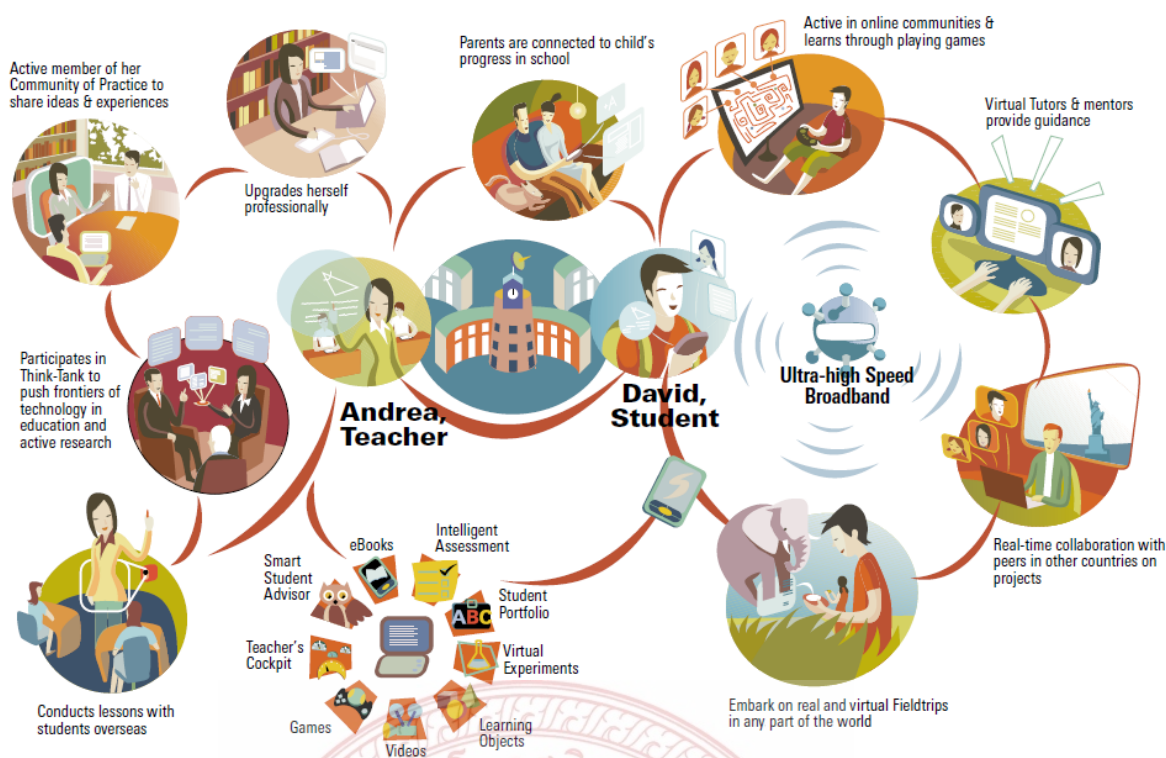 Active member of her
Community of Practice to
share ideas & experiences
Upgrades herself
professionally
Parents are connected to child's
progress in school
Active in online communities &
learns through playing games
Virtual Tutors & mentors
provide guidance
Participates in
Think-Tank to
push frontiers of
technology in
education and
active research
Andrea,
Teacher
David,
Student
Ultra-high Speed
Broadband
Real-time collaboration with
peers in other countries on
projects
Conducts lessons with
students overseas
eBooks
Intelligent
Assessment
Smart
Student
Advisor
Student
Portfolio
ABC
Teacher's
Cockpit
Virtual
Experiments
Games
Videos
Learning
Objects
Embark on real and virtual Fieldtrips
in any part of the world